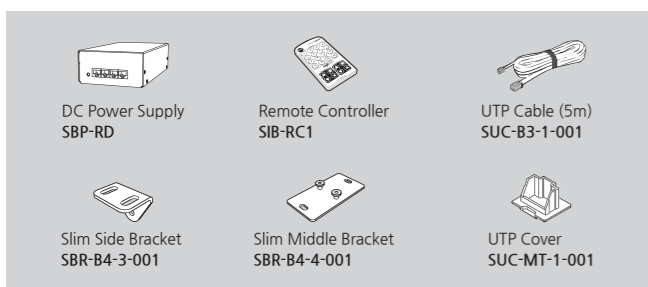 DC Power Supply
SBP-RD
Remote Controller
SIB-RC1
UTP Cable (5m)
SUC-B3-1-001
Slim Side Bracket
SBR-B4-3-001
Slim Middle Bracket
SBR-B4-4-001
UTP Cover
SUC-MT-1-001